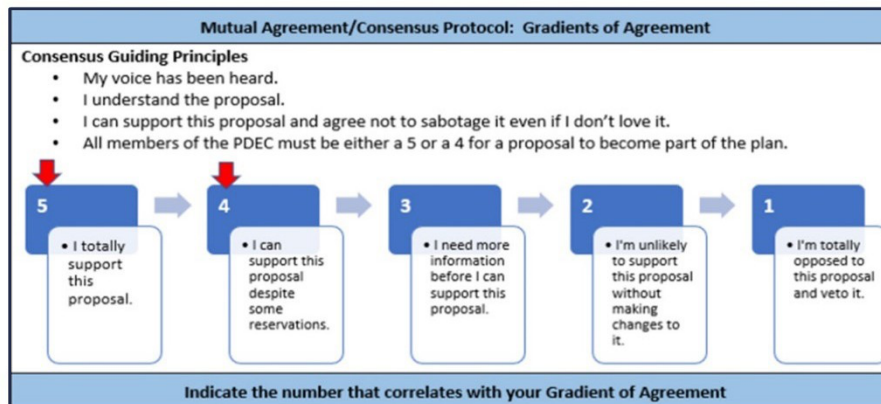 Mutual Agreement/Consensus Protocol: Gradients of Agreement
Consensus Guiding Principles
• My voice has been heard.
• I understand the proposal.
• I can support this proposal and agree not to sabotage it even if I don't love it.
• All members of the PDEC must be either a 5 or a 4 for a proposal to become part of the plan.
5
• I totally
support
this
proposal.
4
• I can
support this
proposal
despite
some
reservations.
3
• I need more
information
before I can
support this
proposal.
2
• I'm unlikely
to support
this proposal
without
making
changes to
it.
1
• I'm totally
opposed to
this proposal
and veto it.
Indicate the number that correlates with your Gradient of Agreement